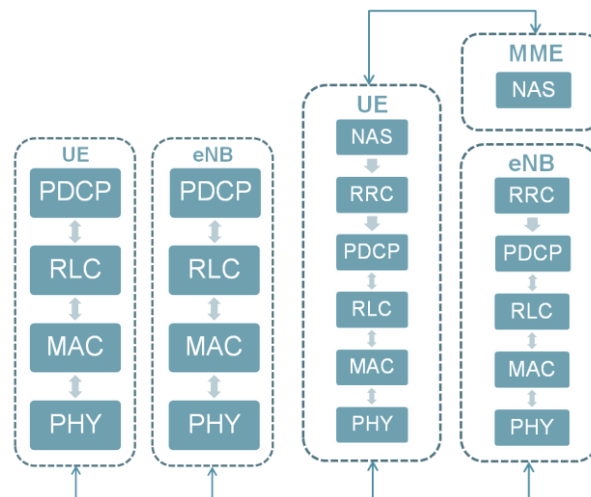 UE
PDCP
RLC
MAC
PHY
eNB
PDCP
RLC
MAC
PHY
UE
NAS
RRC
PDCP
RLC
MAC
PHY
MME
NAS
eNB
RRC
PDCP
RLC
MAC
PHY